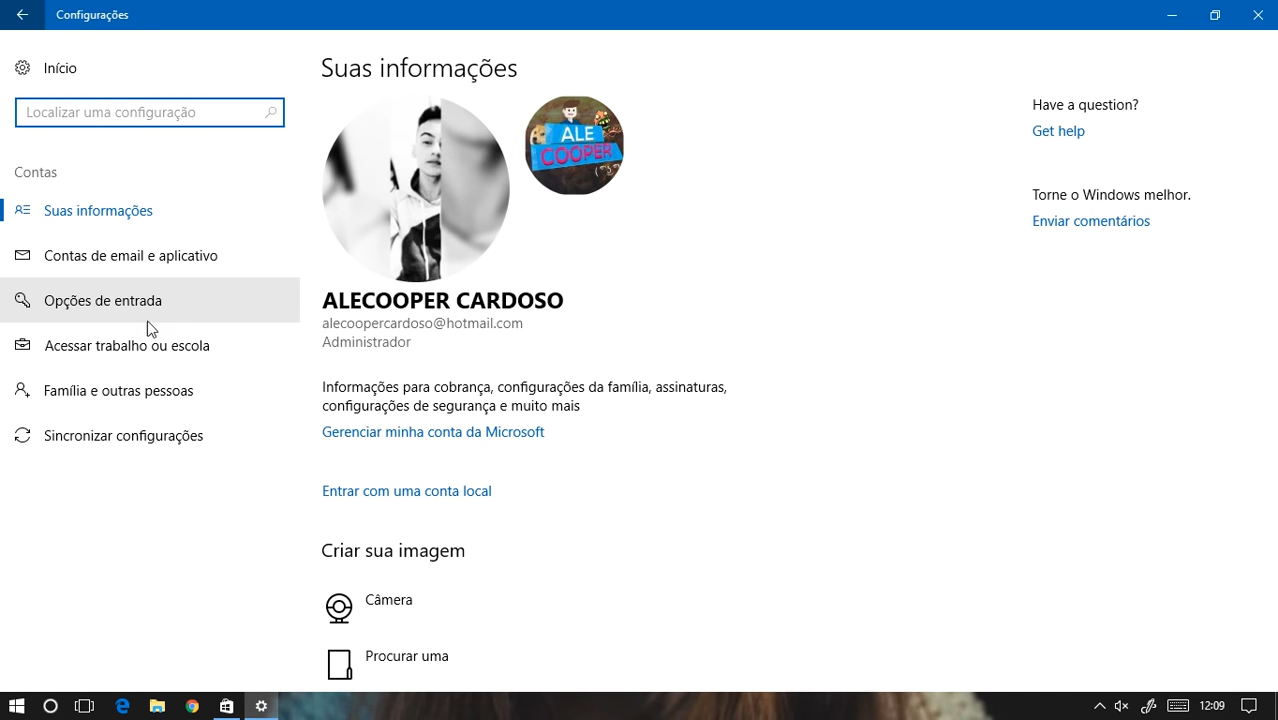 Configurações
Início
Localizar uma configuração
Contas
Suas informações
Contas de email e aplicativo
Opções de entrada
Acessar trabalho ou escola
Família e outras pessoas
Sincronizar configurações
Suas informações
ALE
COOPER
ALECOOPER CARDOSO
alecoopercardoso@hotmail.com
Administrador
Informações para cobrança, configurações da família, assinaturas,
configurações de segurança e muito mais
Gerenciar minha conta da Microsoft
Entrar com uma conta local
Criar sua imagem
Câmera
Procurar uma
Have a question?
Get help
Torne o Windows melhor.
Enviar comentários
12:09